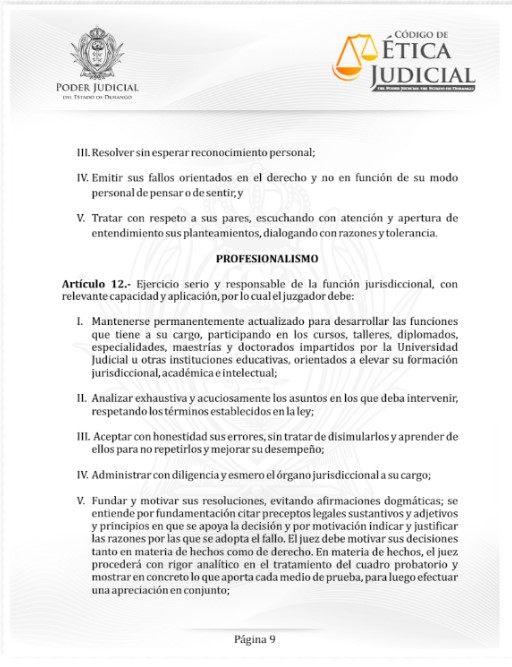 PODER JUDICIAL
DEL ESTADO DE DURANGO
CÓDIGO DE
ÉTICA
JUDICIAL
DEL PODER JUDICIAL DEL ESTADO DE DURANGO
III. Resolver sin esperar reconocimiento personal;
IV. Emitir sus fallos orientados en el derecho y no en función de su modo
personal de pensar o de sentir, y
V. Tratar con respeto a sus pares, escuchando con atención y apertura de
entendimiento sus planteamientos, dialogando con razones y tolerancia.
PROFESIONALISMO
Artículo 12.- Ejercicio serio y responsable de la función jurisdiccional, con
relevante capacidad y aplicación, por lo cual el juzgador debe:
I. Mantenerse permanentemente actualizado para desarrollar las funciones
que tiene a su cargo, participando en los cursos, talleres, diplomados,
especialidades, maestrías y doctorados impartidos por la Universidad
Judicial u otras instituciones educativas, orientados a elevar su formación
jurisdiccional, académica e intelectual;
II. Analizar exhaustiva y acuciosamente los asuntos en los que deba intervenir,
respetando los términos establecidos en la ley;
III. Aceptar con honestidad sus errores, sin tratar de disimularlos y aprender de
ellos para no repetirlos y mejorar su desempeño;
IV. Administrar con diligencia y esmero el órgano jurisdiccional a su cargo;
V. Fundar y motivar sus resoluciones, evitando afirmaciones dogmáticas; se
entiende por fundamentación citar preceptos legales sustantivos y adjetivos
y principios en que se apoya la decisión y por motivación indicar y justificar
las razones por las que se adopta el fallo. El juez debe motivar sus decisiones
tanto en materia de hechos como de derecho. En materia de hechos, el juez
procederá con rigor analítico en el tratamiento del cuadro probatorio y
mostrar en concreto lo que aporta cada medio de prueba, para luego efectuar
una apreciación en conjunto;
Página 9